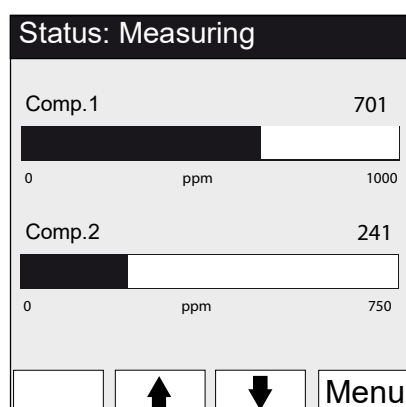 Status: Measuring
Comp.1 701
0 ppm 1000
Comp.2 241
0 ppm 750
Menu